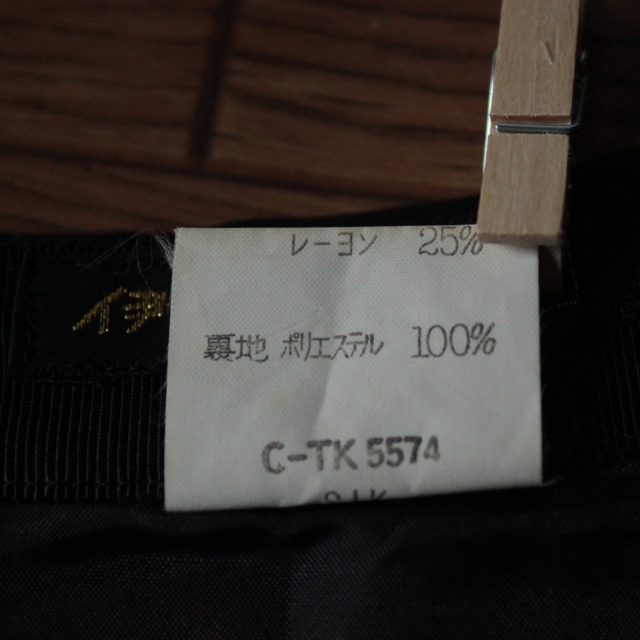 レーヨン 25%
裏地 ポリエステル 100%
C-TK 5574